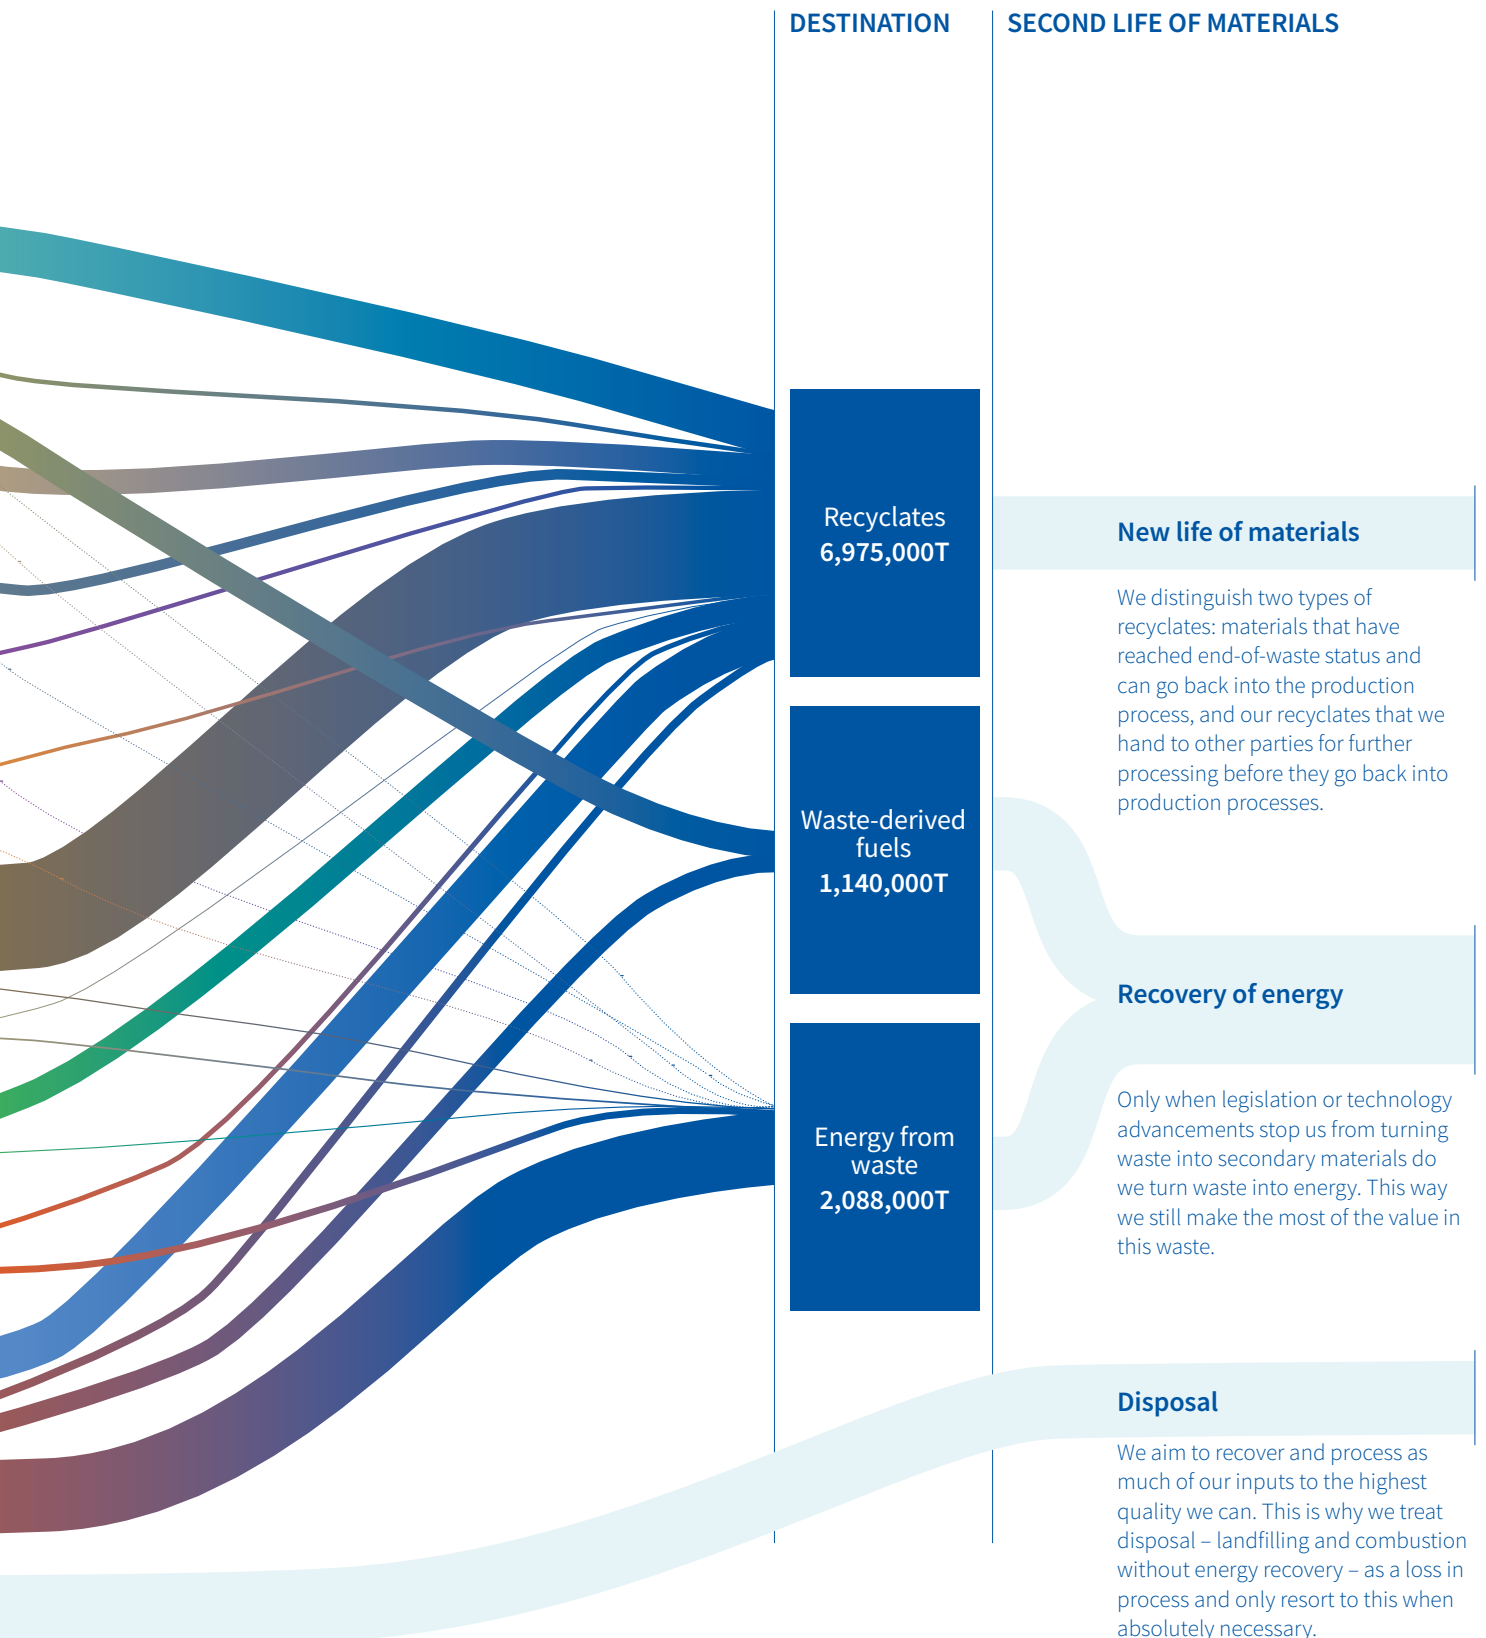 DESTINATION
SECOND LIFE OF MATERIALS
Recyclates
6,975,000T
New life of materials
We distinguish two types of
recyclates: materials that have
reached end-of-waste status and
can go back into the production
process, and our recyclates that we
hand to other parties for further
processing before they go back into
production processes.
Waste-derived
fuels
1,140,000T
Recovery of energy
Only when legislation or technology
advancements stop us from turning
waste into secondary materials do
we turn waste into energy. This way
we still make the most of the value in
this waste.
Energy from
waste
2,088,000T
Disposal
We aim to recover and process as
much of our inputs to the highest
quality we can. This is why we treat
disposal – landfilling and combustion
without energy recovery – as a loss in
process and only resort to this when
absolutely necessary.